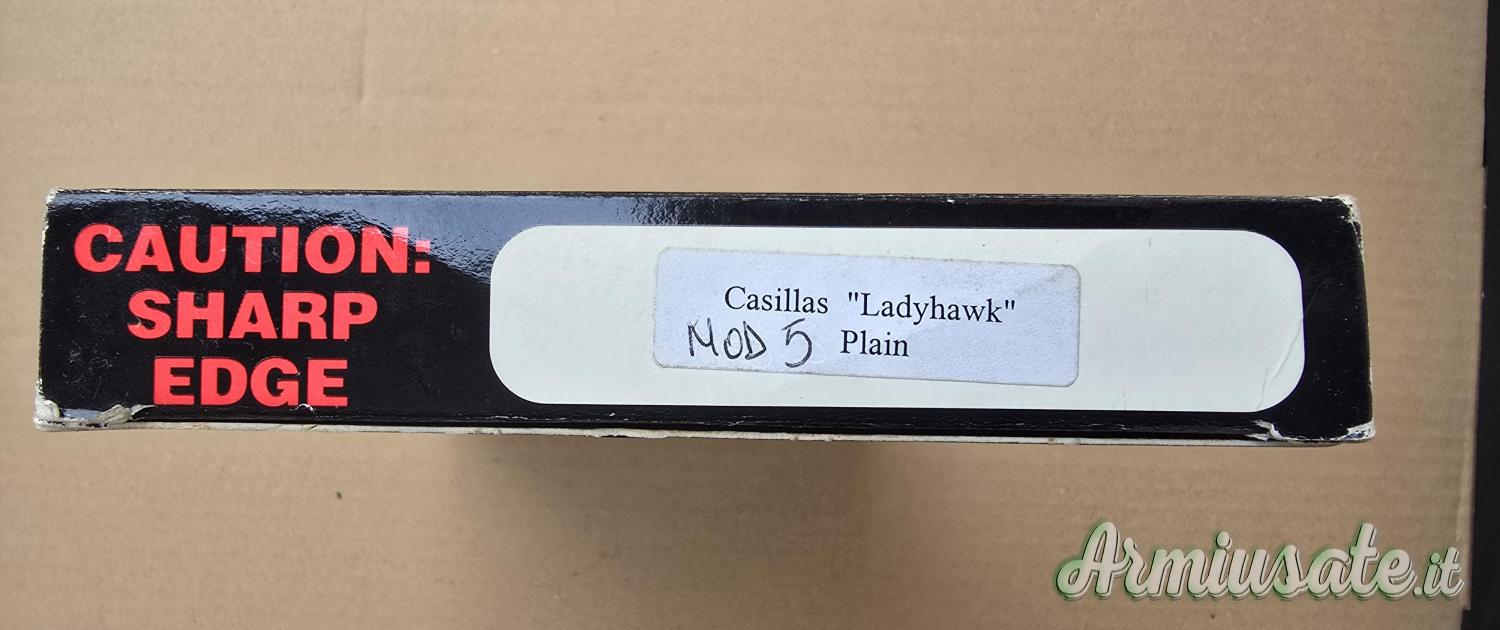 CAUTION:
SHARP
EDGE
Casillas "Ladyhawk"
MOD 5 Plain
Armiusate.it